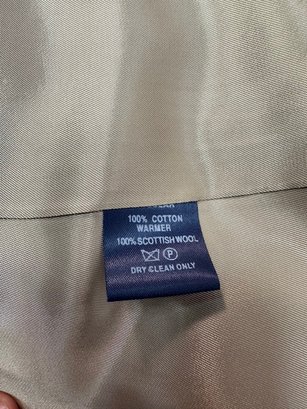 100% COTTON
WARMER
100% SCOTTISH WOOL
P
DRY CLEAN ONLY